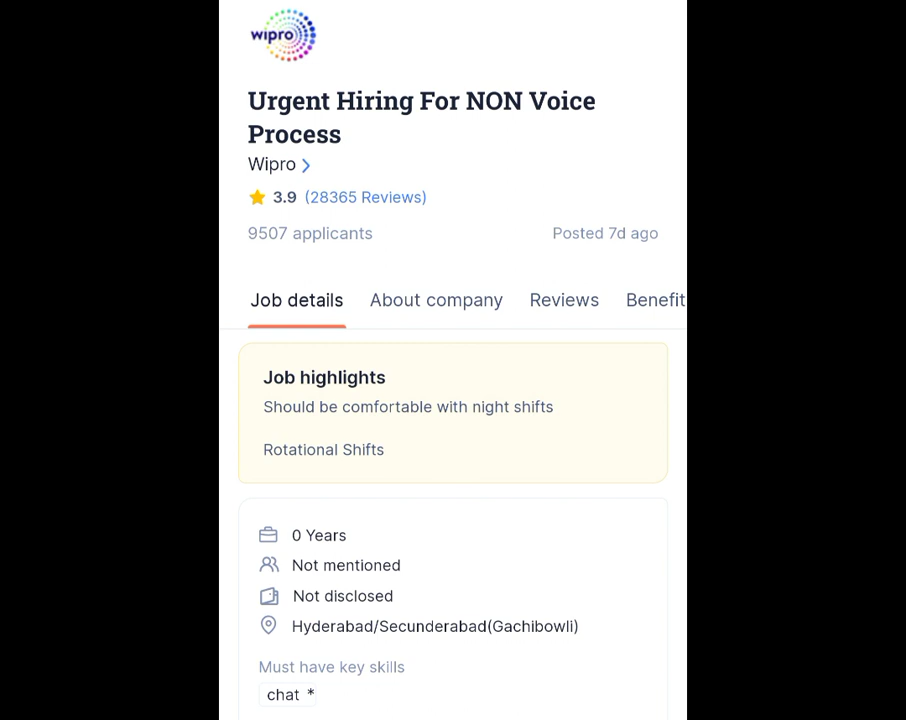 wipro
Urgent Hiring For NON Voice
Process
Wipro
3.9 (28365 Reviews)
9507 applicants Posted 7d ago
Job details About company Reviews Benefit
Job highlights
Should be comfortable with night shifts
Rotational Shifts
0 Years
Not mentioned
Not disclosed
Hyderabad/Secunderabad(Gachibowli)
Must have key skills
chat *